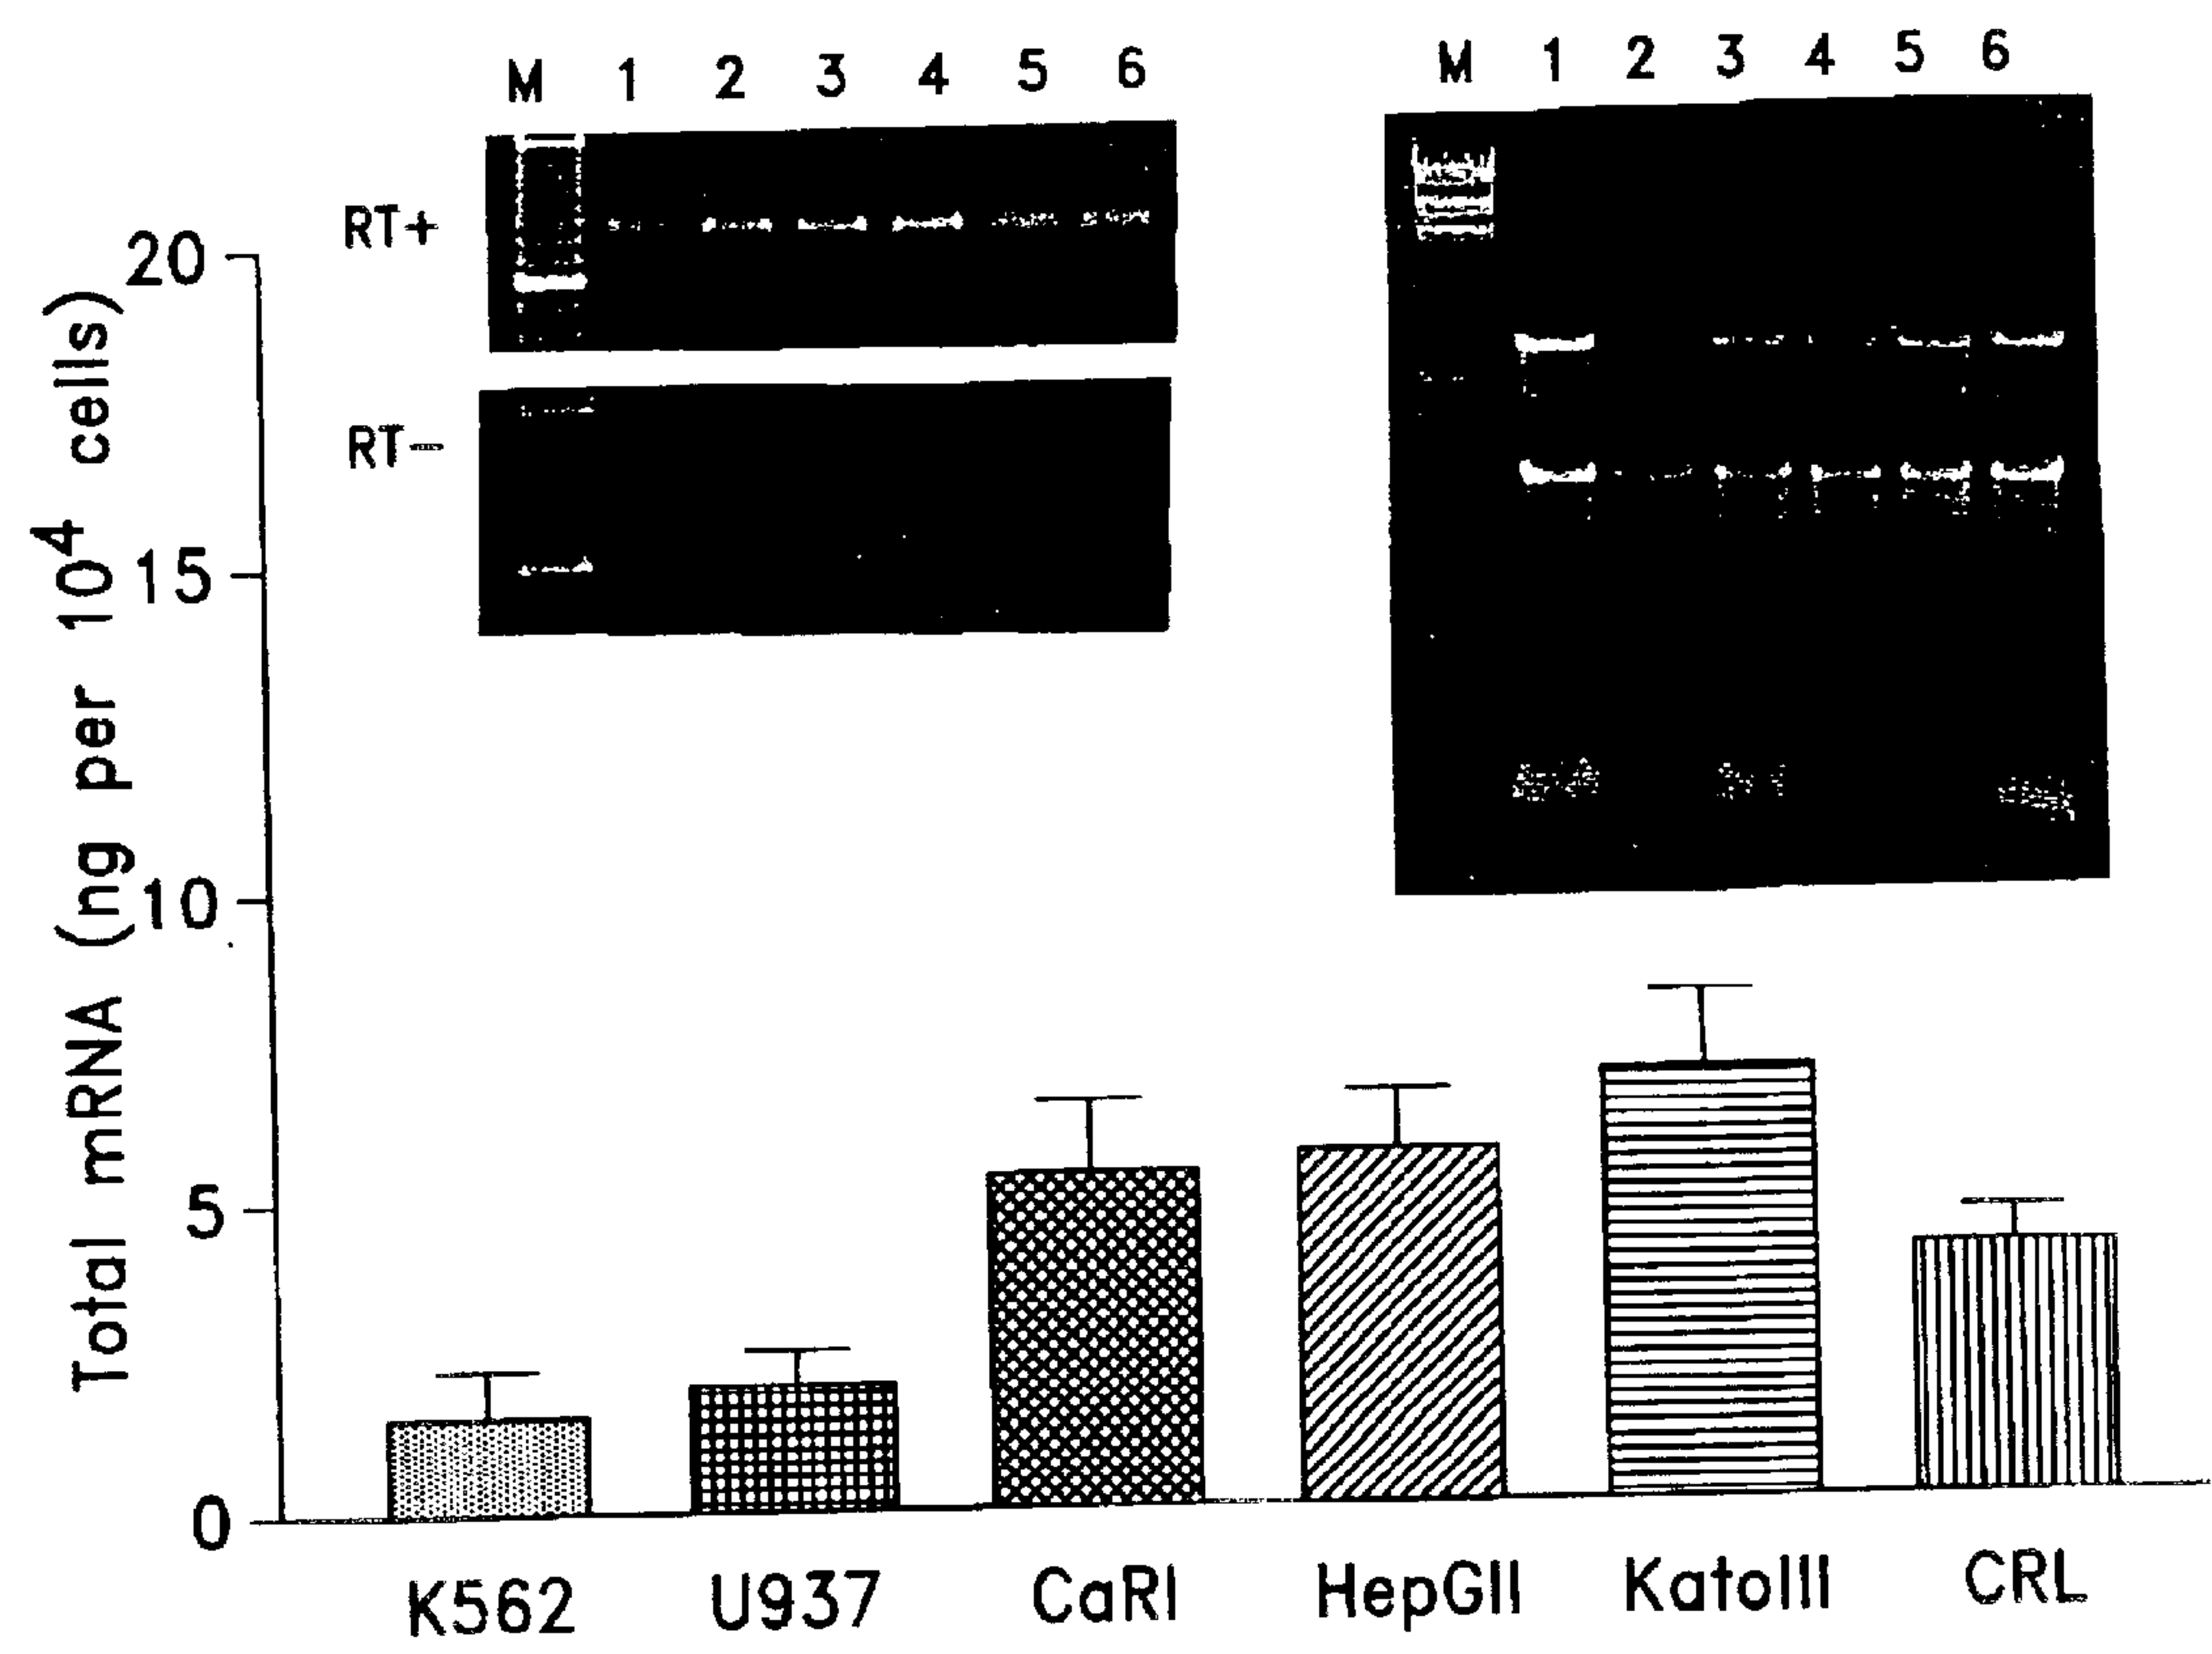 M 1 2 3 4 5 6
M 1 2 3 4 5 6
RT+
RT-
Total mRNA (ng per 10⁴ cells)
20
15
10
5
0
K562 U937 CaRI HepGII KatoIII CRL